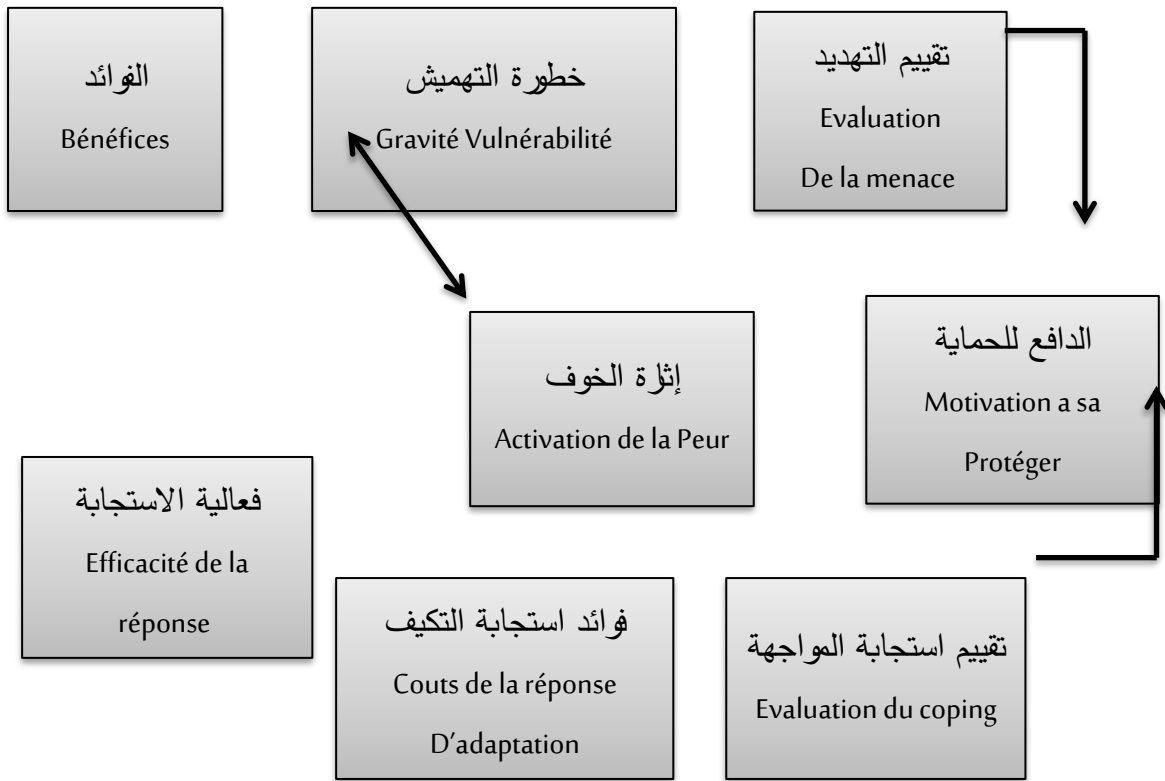 الفوائد
Bénéfices
خطورة التهميش
Gravité Vulnérabilité
تقييم التهديد
Evaluation
De la menace
إثارة الخوف
Activation de la Peur
الدافع للحماية
Motivation a sa
Protéger
فعالية الاستجابة
Efficacité de la
réponse
فوائد استجابة التكيف
Couts de la réponse
D’adaptation
تقييم استجابة المواجهة
Evaluation du coping